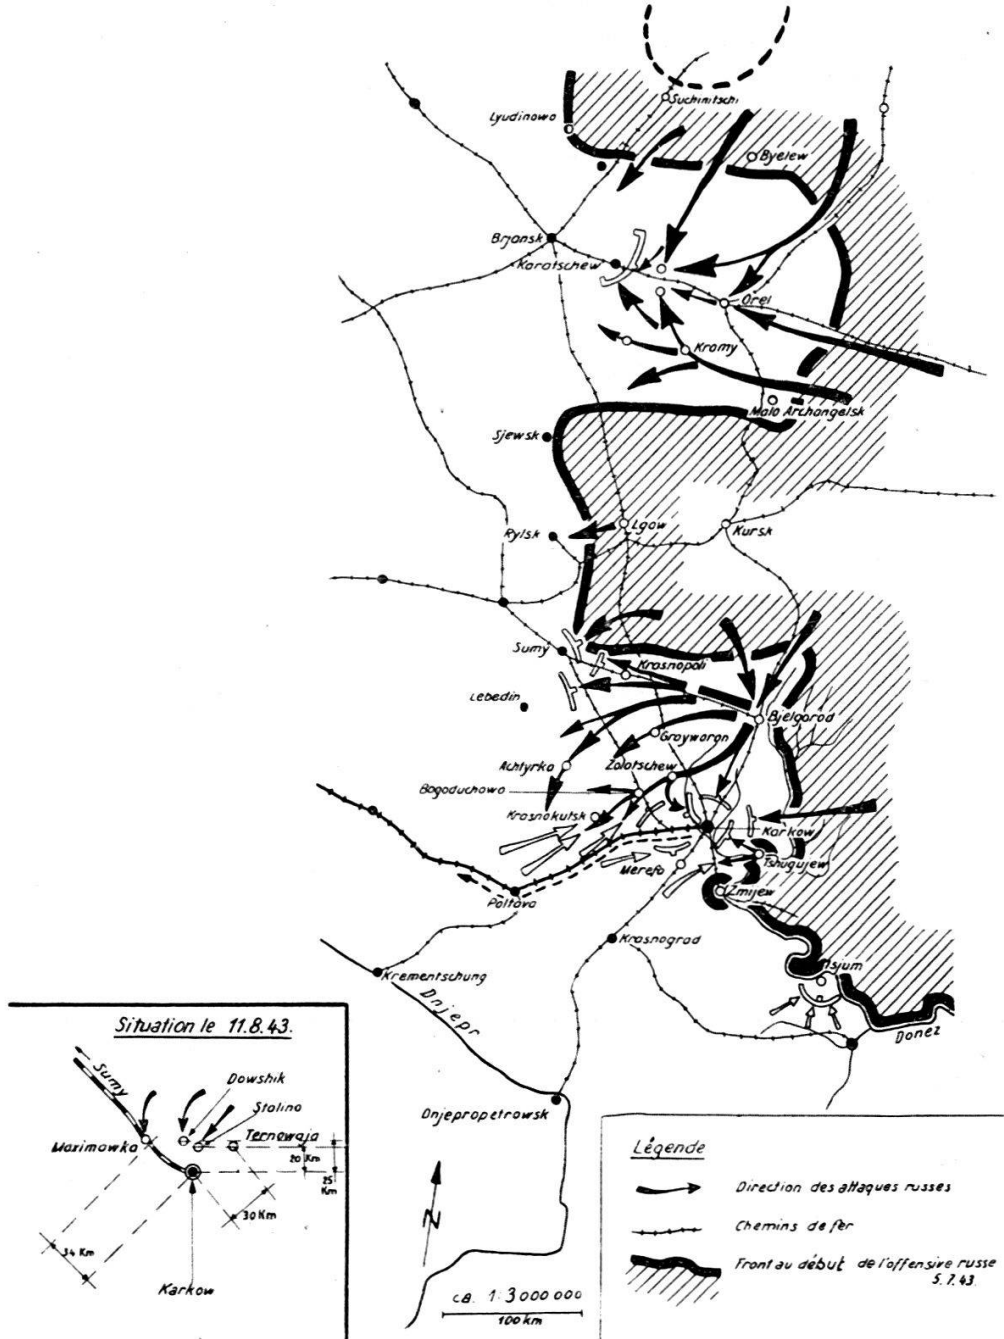 Suchinitschi
Lyudinowo
Byelew
Brjansk
Karatschew
Orel
Kromy
Malo Archangelsk
Sjewsk
Lgow
Kursk
Rylsk
Sumy
Krasnopoli
Lebedin
Bjelgorod
Grayworon
Achtyrka
Zolotschew
Bogoduchowo
Krasnokutsk
Karkow
Tshugujew
Merefa
Zmijew
Poltava
Krasnograd
Isjum
Krementschung
Dnjepr
Donez
Dnjepropetrowsk
Situation le 11.8.43.
Sumy
Dowshik
Stalino
Ternowaja
Maximowka
20 Km
25 Km
30 Km
34 Km
Karkow
N
ca. 1:3 000 000
100 km
Légende
Direction des attaques russes
Chemins de fer
Front au début de l'offensive russe
5.7.43.